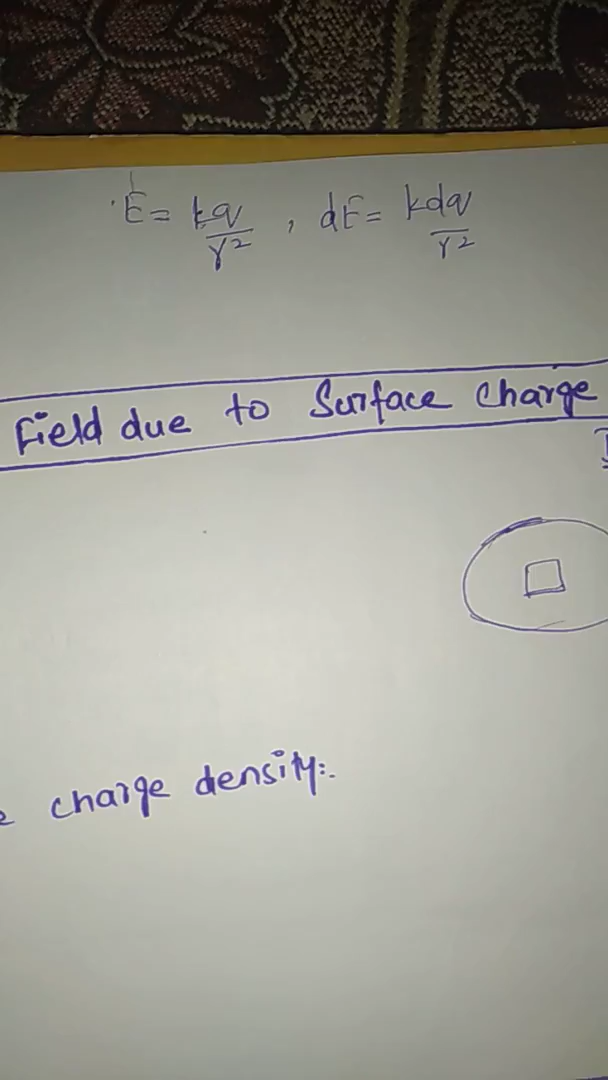 E = kq/r² , dE = kdq/r²
Field due to Surface Charge
charge density:-